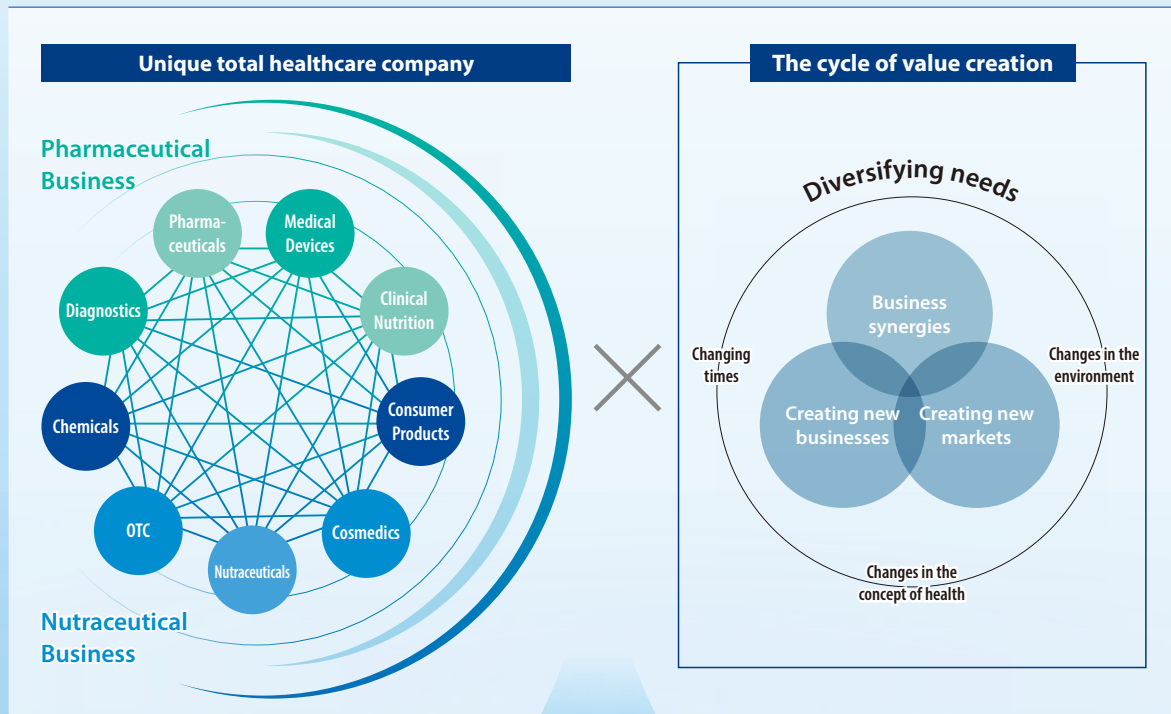 Unique total healthcare company
Pharmaceutical
Business
Pharma-
ceuticals
Medical
Devices
Diagnostics
Clinical
Nutrition
Chemicals
Consumer
Products
OTC
Cosmedics
Nutraceuticals
Nutraceutical
Business
The cycle of value creation
Diversifying needs
Business
synergies
Changing
times
Changes in the
environment
Creating new
businesses
Creating new
markets
Changes in the
concept of health